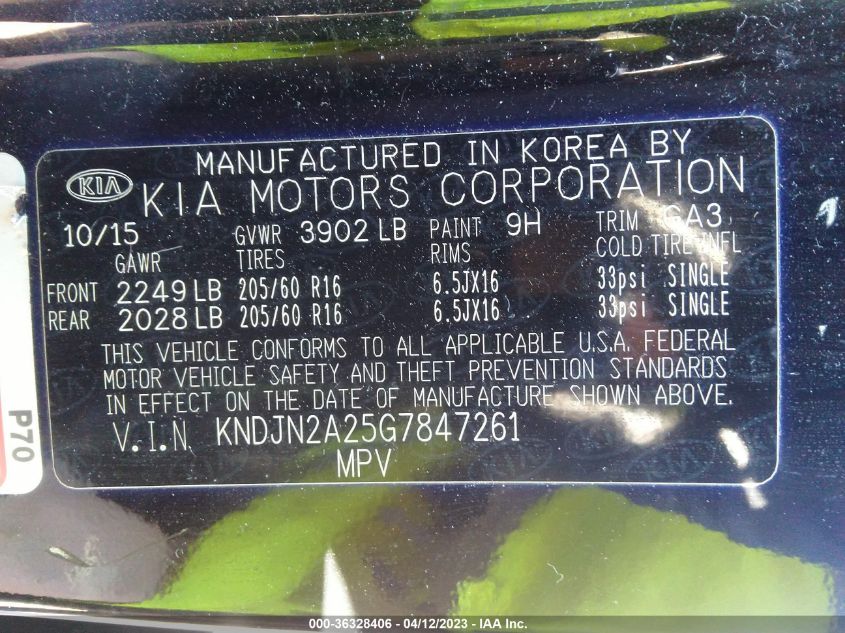 MANUFACTURED IN KOREA BY
KIA KIA MOTORS CORPORATION
10/15 GVWR 3902 LB PAINT 9H TRIM GA3
GAWR TIRES RIMS COLD TIRE INFL
FRONT 2249 LB 205/60 R16 6.5JX16 33psi SINGLE
REAR 2028 LB 205/60 R16 6.5JX16 33psi SINGLE
THIS VEHICLE CONFORMS TO ALL APPLICABLE U.S.A. FEDERAL
MOTOR VEHICLE SAFETY AND THEFT PREVENTION STANDARDS
IN EFFECT ON THE DATE OF MANUFACTURE SHOWN ABOVE.
V.I.N KNDJN2A25G7847261
MPV
P70
000-36328406 - 04/12/2023 - IAA Inc.